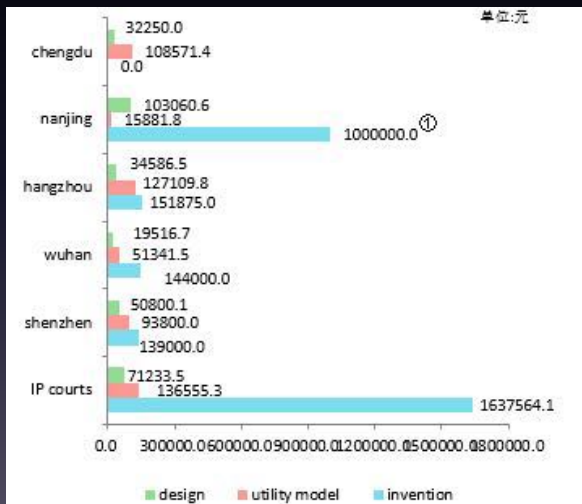 单位:元
chengdu
32250.0
108571.4
0.0
nanjing
103060.6
15881.8
1000000.0 ①
hangzhou
34586.5
127109.8
151875.0
wuhan
19516.7
51341.5
144000.0
shenzhen
50800.1
93800.0
139000.0
IP courts
71233.5
136555.3
1637564.1
0.0 300000.0 600000.0 900000.0 1200000.0 1500000.0 1800000.0
design utility model invention